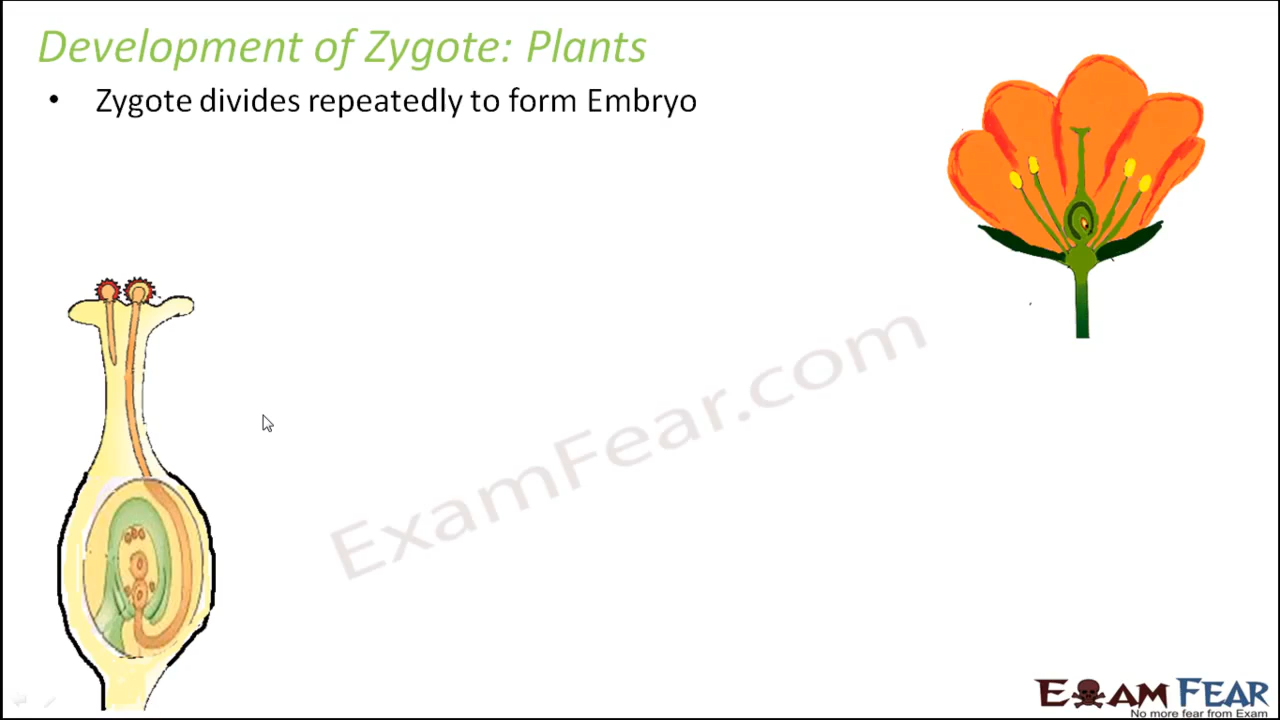 Development of Zygote: Plants
• Zygote divides repeatedly to form Embryo
ExamFear.com
EXAM FEAR
No more fear from Exam